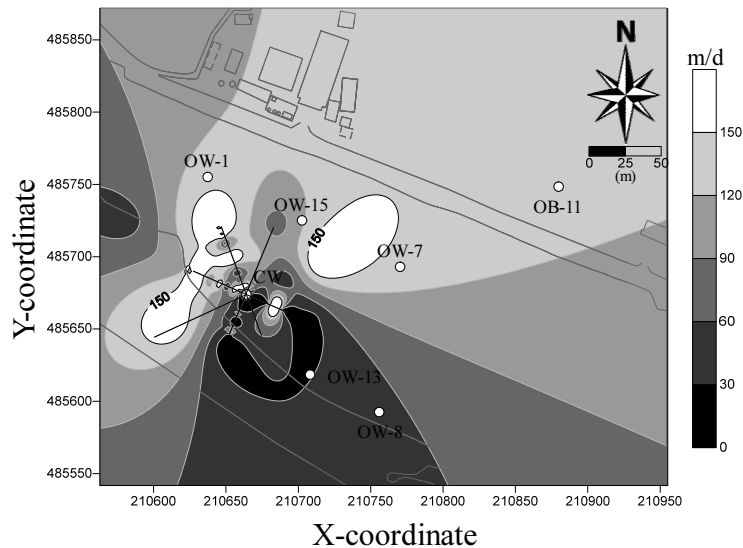 485850
485800
485750
485700
485650
485600
485550
Y-coordinate
210600
210650
210700
210750
210800
210850
210900
210950
X-coordinate
N
0 25 50
(m)
m/d
150
120
90
60
30
0
OW-1
OW-15
OB-11
150
OW-7
CW
150
OW-13
OW-8